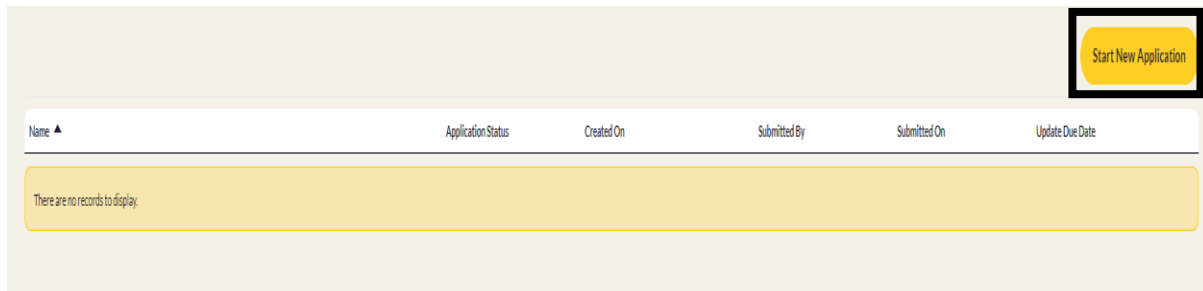 Start New Application
Name ▲ Application Status Created On Submitted By Submitted On Update Due Date
There are no records to display.